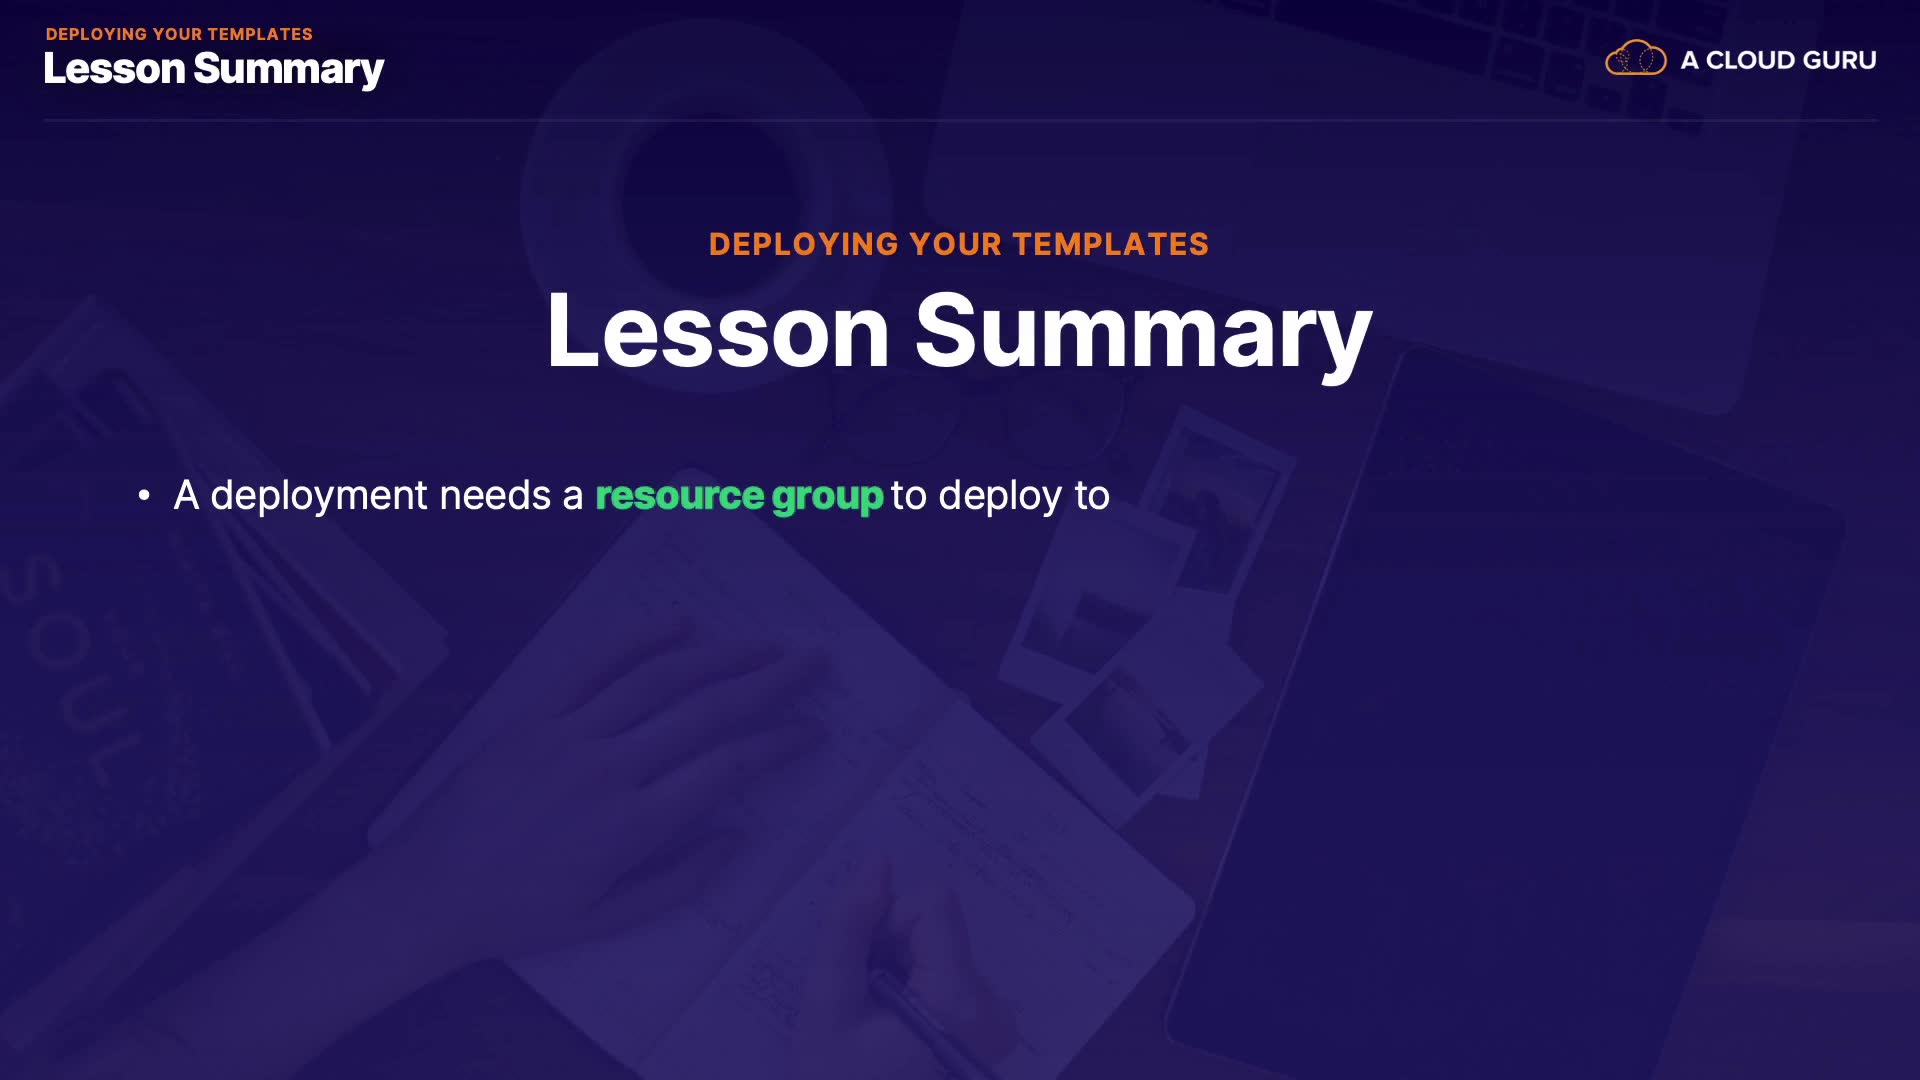 DEPLOYING YOUR TEMPLATES
Lesson Summary
A CLOUD GURU
DEPLOYING YOUR TEMPLATES
Lesson Summary
• A deployment needs a resource group to deploy to
SOUL